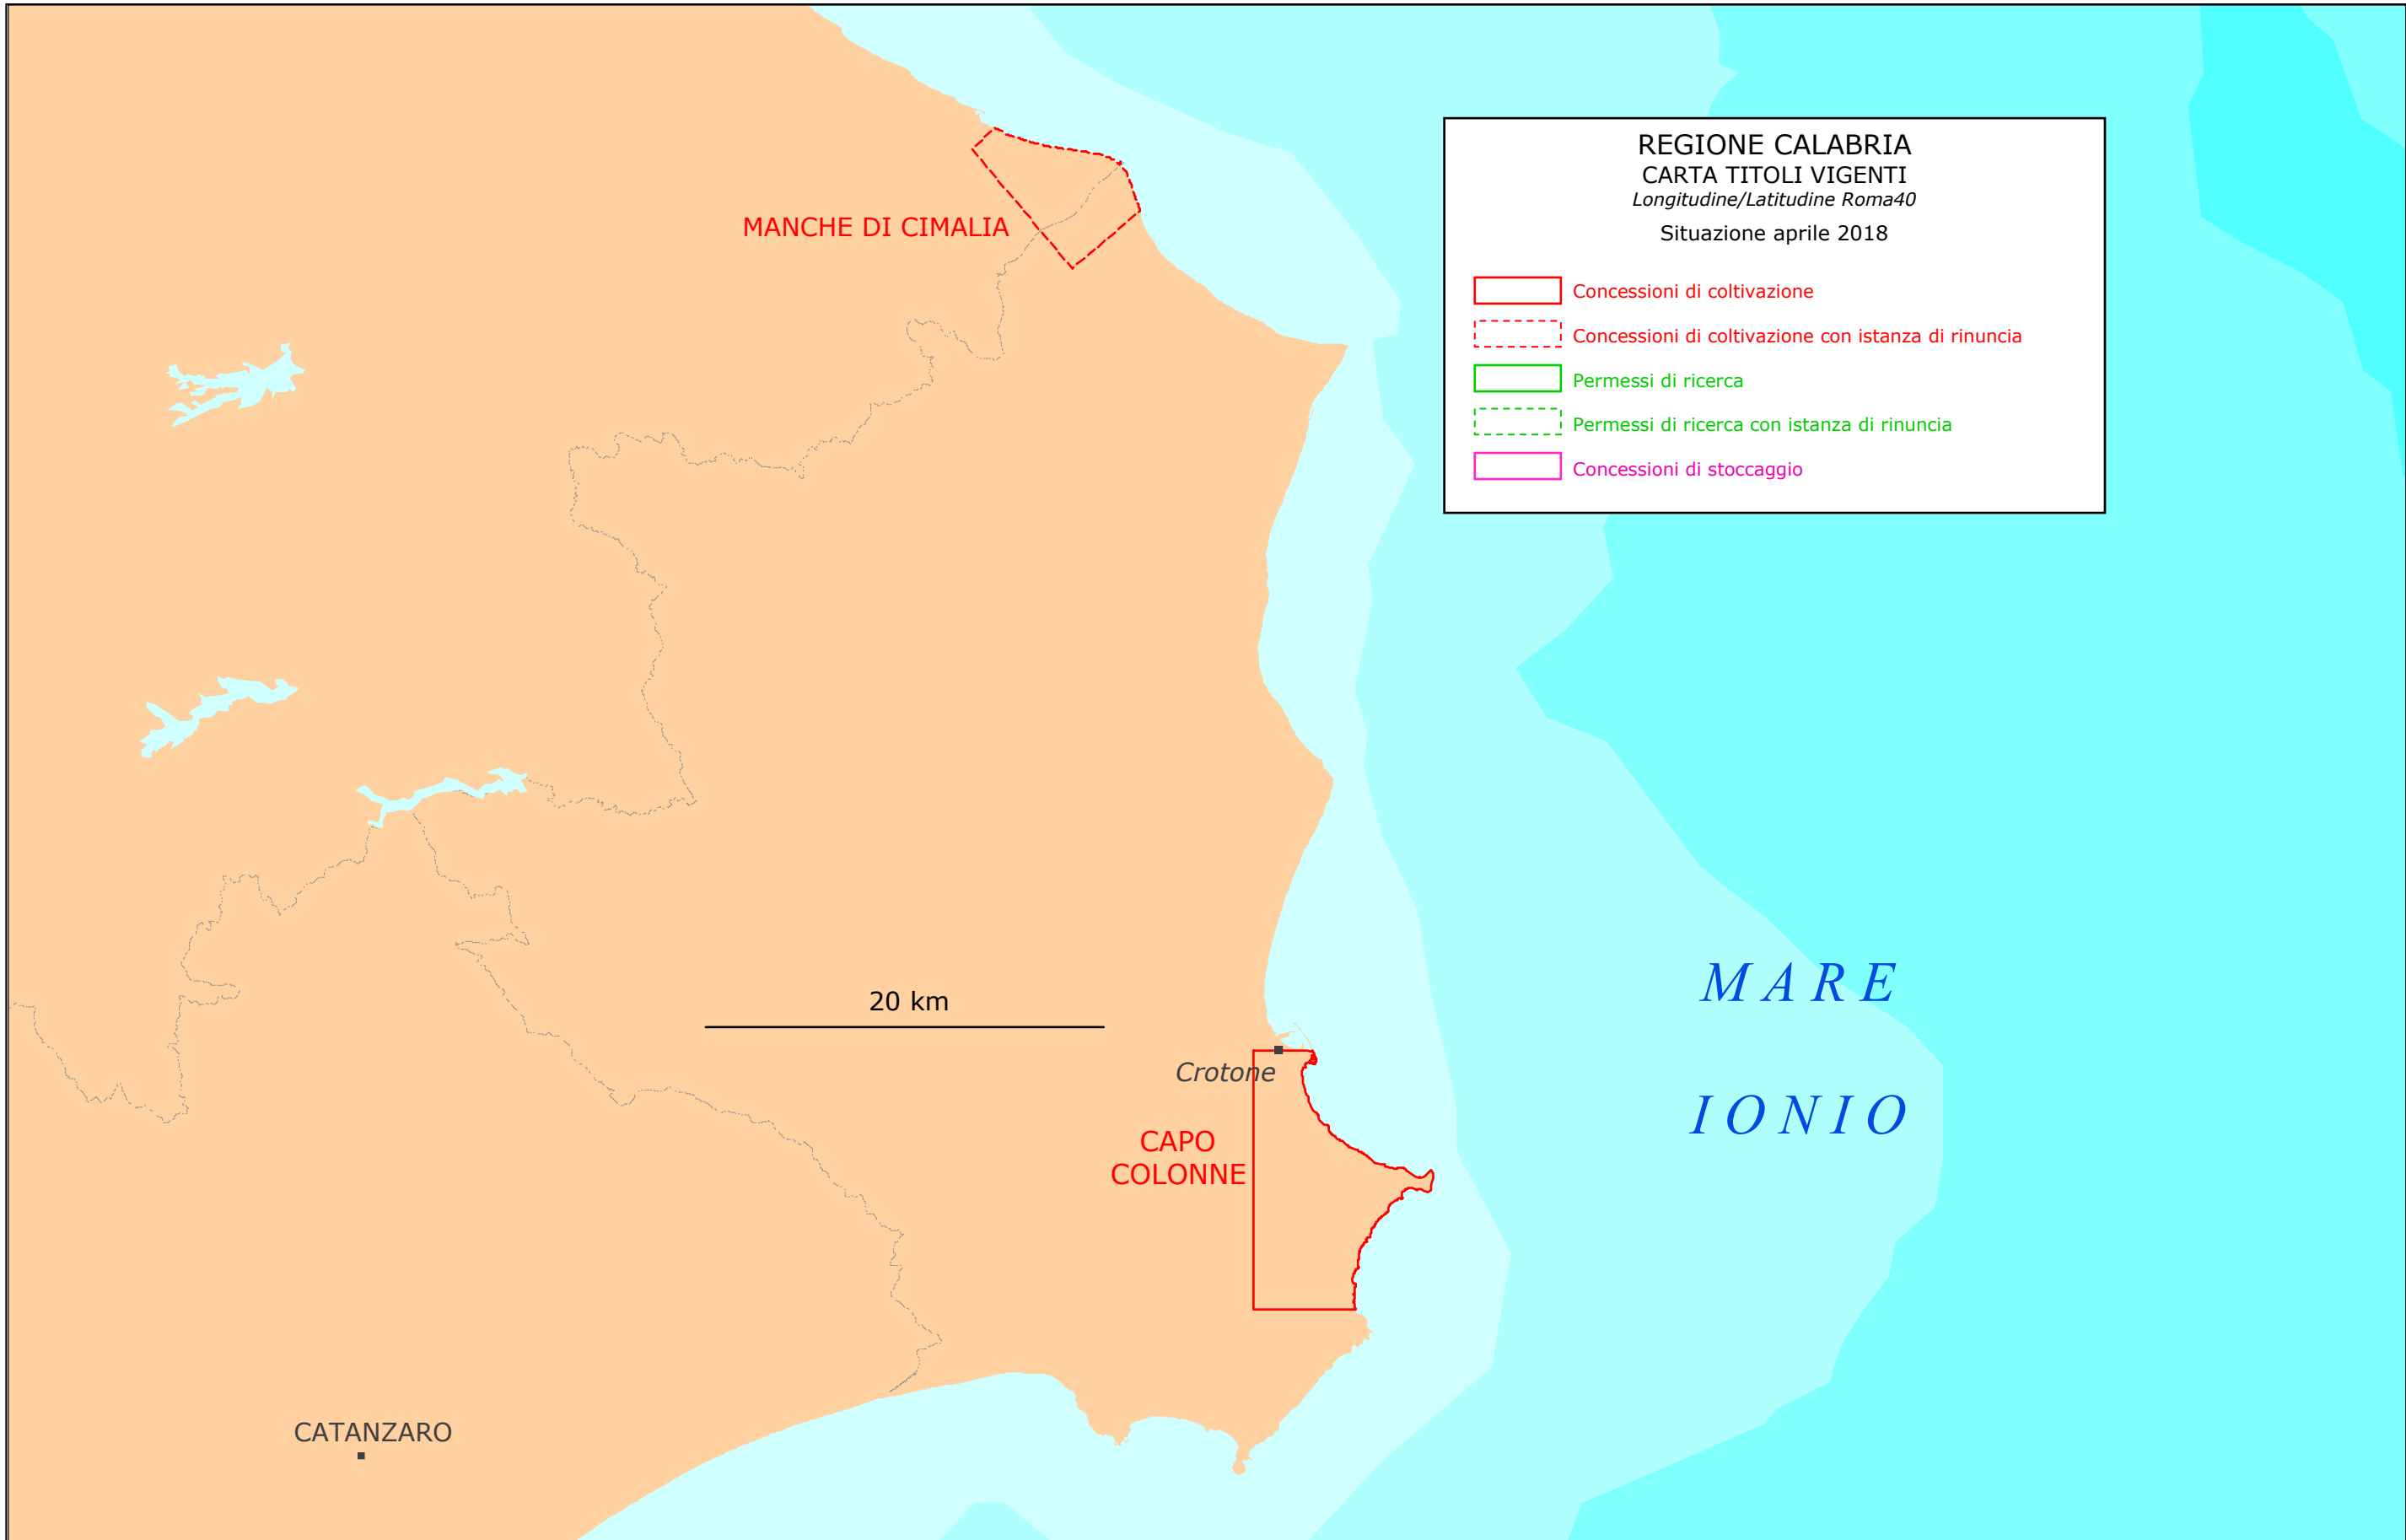 REGIONE CALABRIA
CARTA TITOLI VIGENTI
Longitudine/Latitudine Roma40
Situazione aprile 2018
Concessioni di coltivazione
Concessioni di coltivazione con istanza di rinuncia
Permessi di ricerca
Permessi di ricerca con istanza di rinuncia
Concessioni di stoccaggio
MANCHE DI CIMALIA
MARE
IONIO
20 km
Crotone
CAPO
COLONNE
CATANZARO